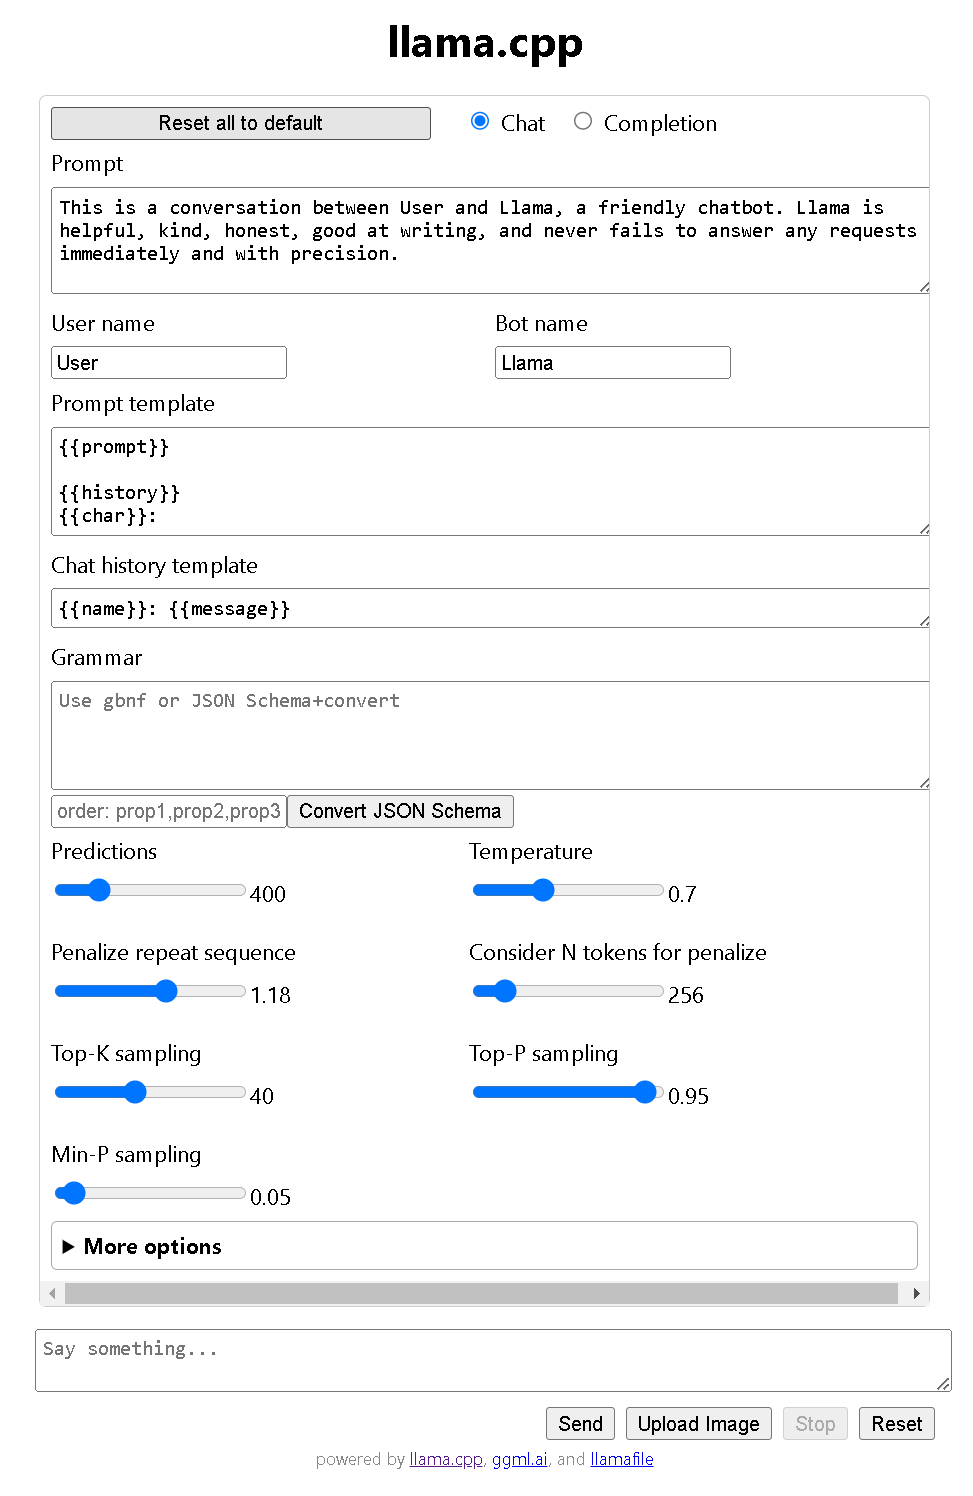 llama.cpp
Reset all to default Chat Completion
Prompt
This is a conversation between User and Llama, a friendly chatbot. Llama is
helpful, kind, honest, good at writing, and never fails to answer any requests
immediately and with precision.
User name Bot name
User Llama
Prompt template
{{prompt}}
{{history}}
{{char}}:
Chat history template
{{name}}: {{message}}
Grammar
Use gbnf or JSON Schema+convert
order: prop1,prop2,prop3 Convert JSON Schema
Predictions Temperature
400 0.7
Penalize repeat sequence Consider N tokens for penalize
1.18 256
Top-K sampling Top-P sampling
40 0.95
Min-P sampling
0.05
More options
Say something...
Send Upload Image Stop Reset
powered by llama.cpp, ggml.ai, and llamafile